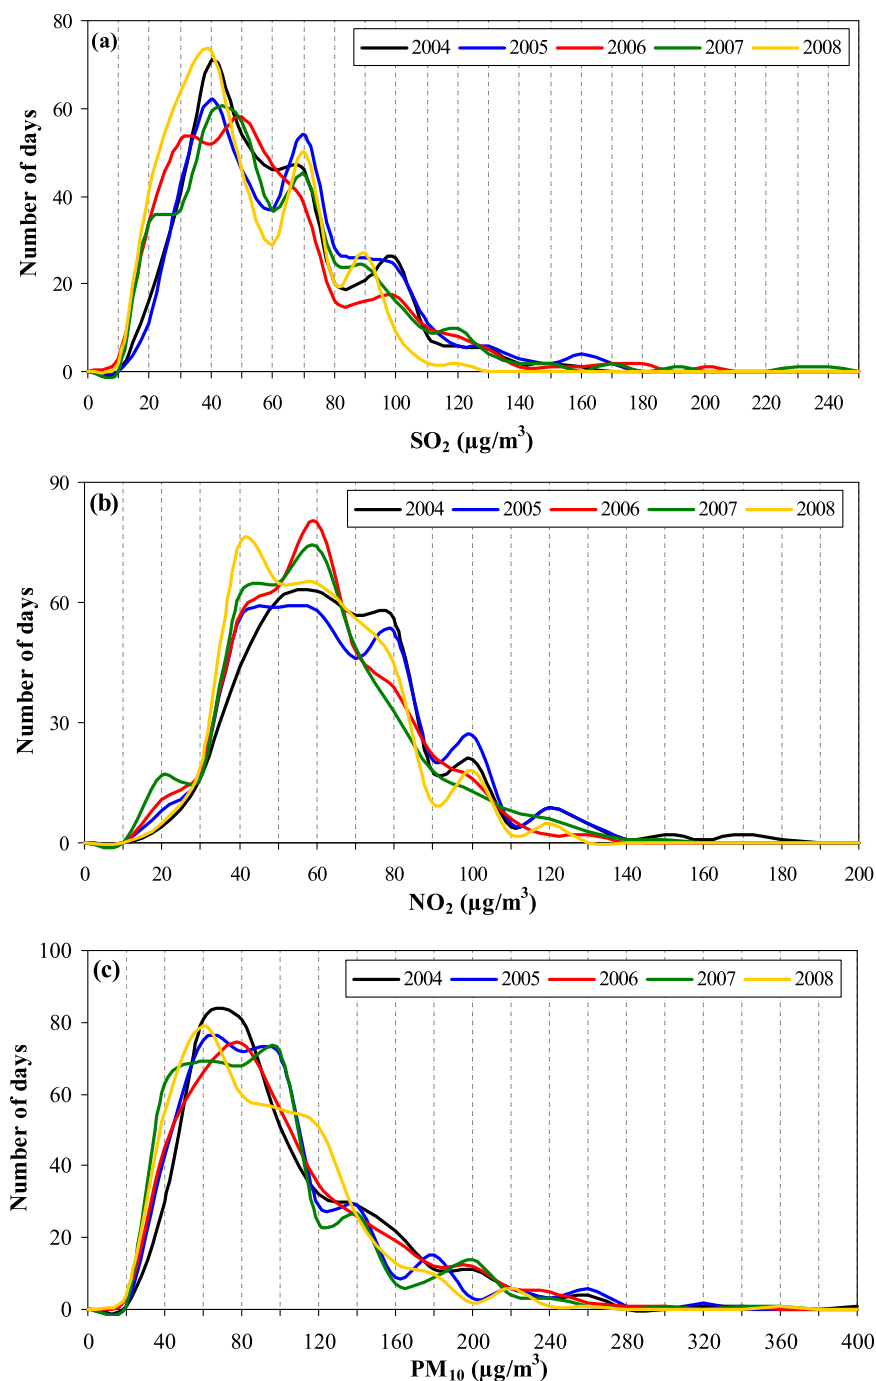 (a)
2004 2005 2006 2007 2008
Number of days
80
60
40
20
0
0 20 40 60 80 100 120 140 160 180 200 220 240
SO₂ (µg/m³)
(b)
2004 2005 2006 2007 2008
Number of days
90
60
30
0
0 20 40 60 80 100 120 140 160 180 200
NO₂ (µg/m³)
(c)
2004 2005 2006 2007 2008
Number of days
100
80
60
40
20
0
0 40 80 120 160 200 240 280 320 360 400
PM₁₀ (µg/m³)